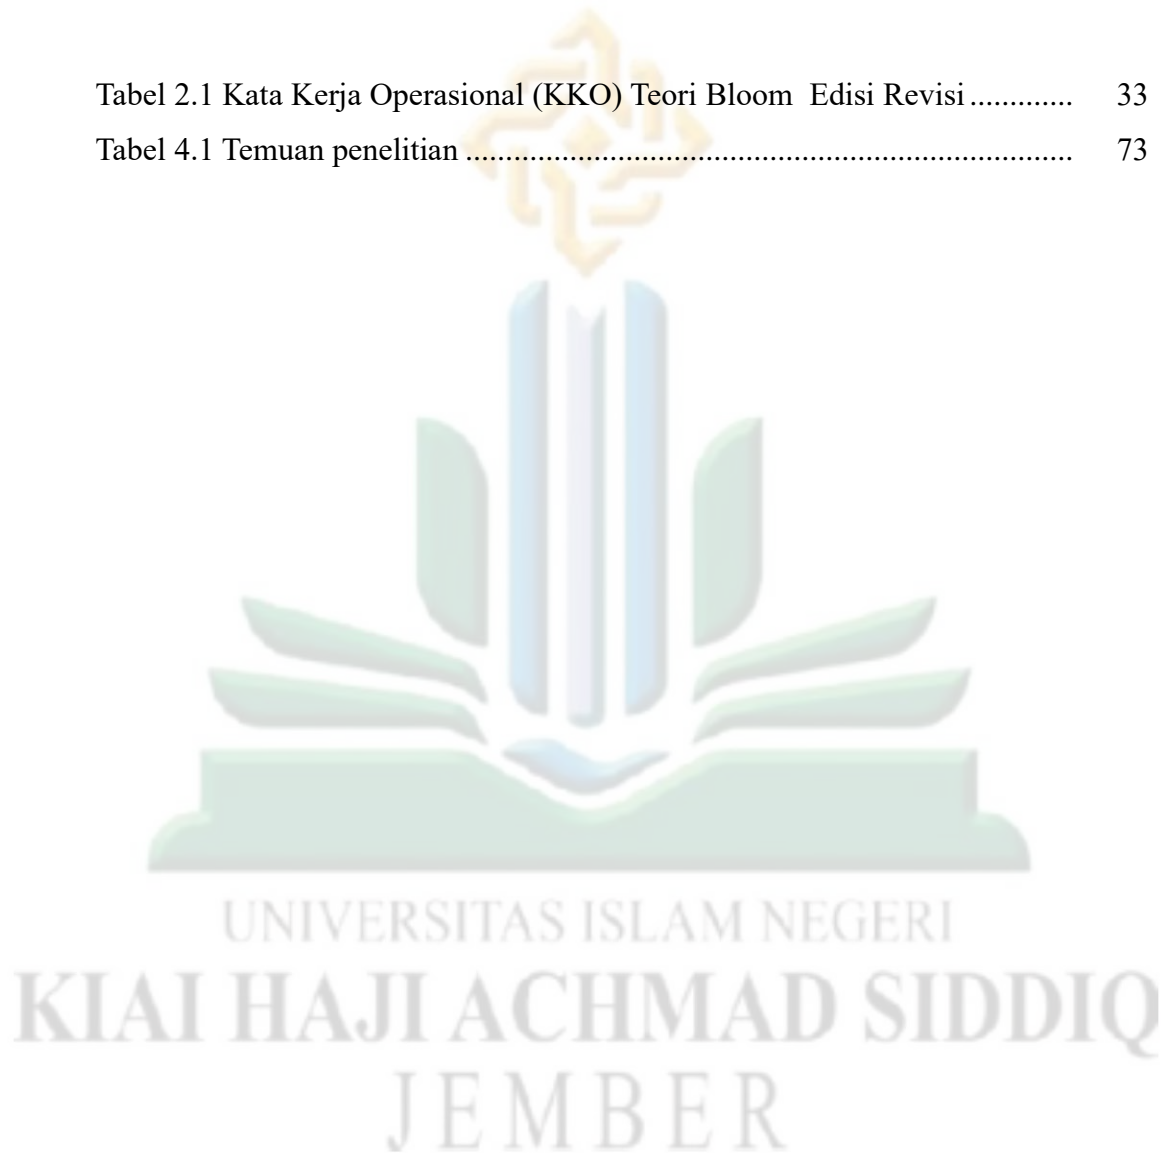 Tabel 2.1 Kata Kerja Operasional (KKO) Teori Bloom  Edisi Revisi ............. 33
Tabel 4.1 Temuan penelitian ........................................................................... 73
UNIVERSITAS ISLAM NEGERI
KIAI HAJI ACHMAD SIDDIQ
JEMBER